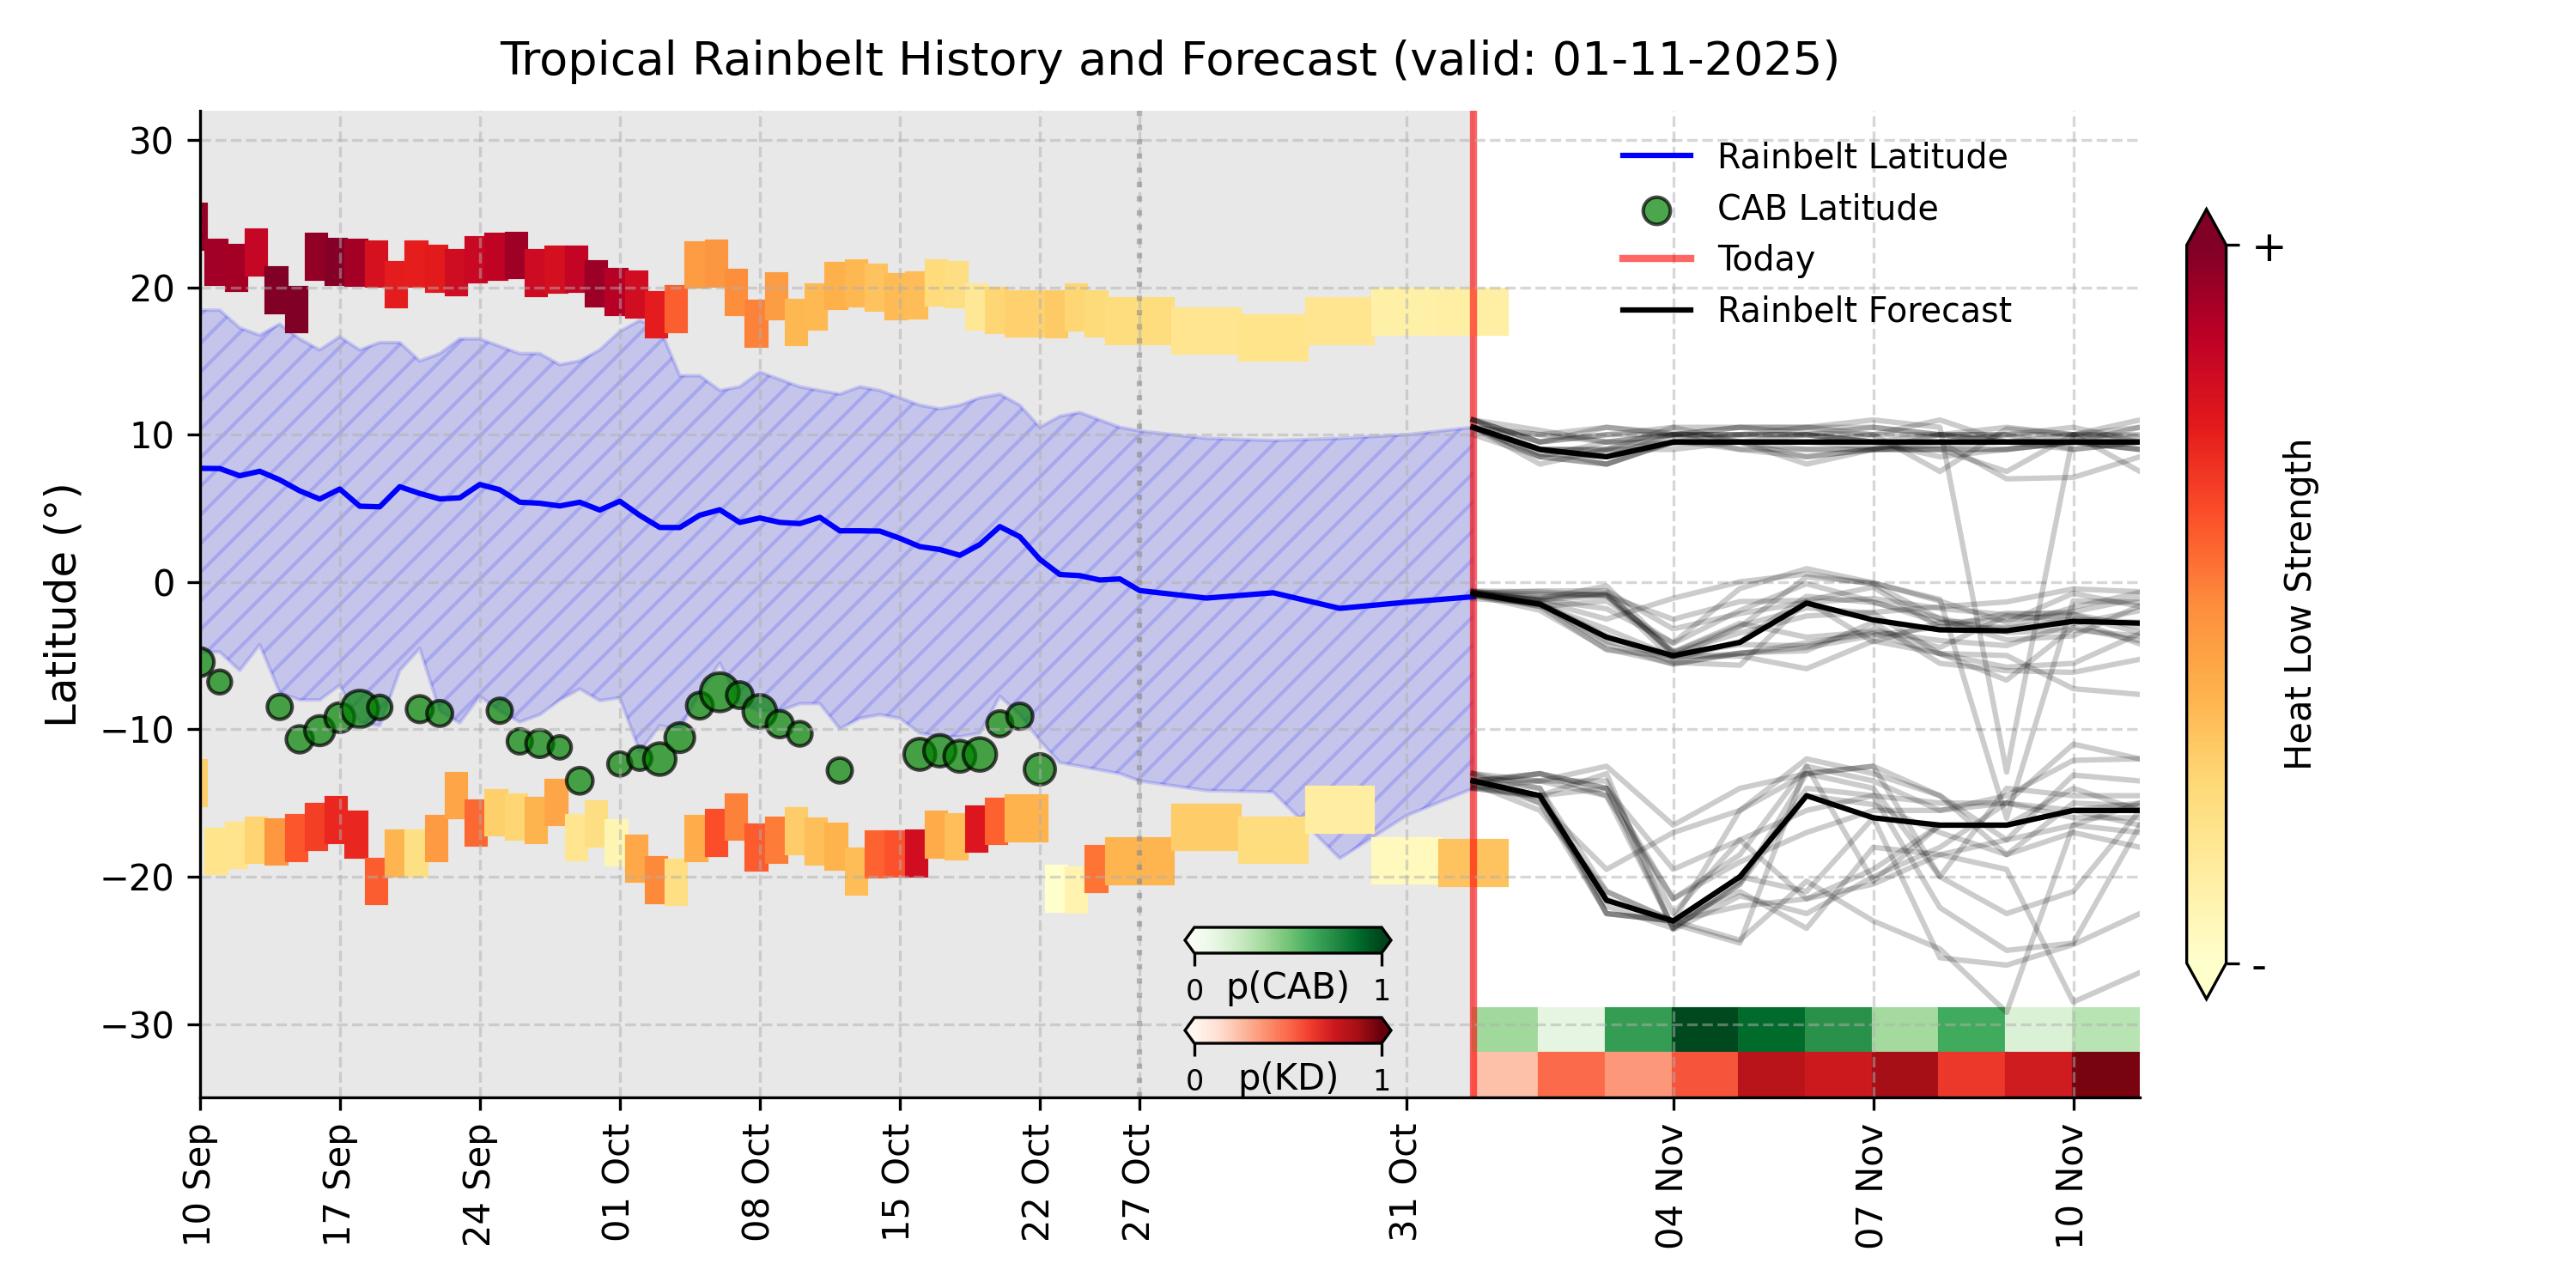 Tropical Rainbelt History and Forecast (valid: 01-11-2025)
Latitude (°)
30
20
10
0
−10
−20
−30
Rainbelt Latitude
CAB Latitude
Today
Rainbelt Forecast
0 p(CAB) 1
0 p(KD) 1
10 Sep
17 Sep
24 Sep
01 Oct
08 Oct
15 Oct
22 Oct
27 Oct
31 Oct
04 Nov
07 Nov
10 Nov
+
-
Heat Low Strength